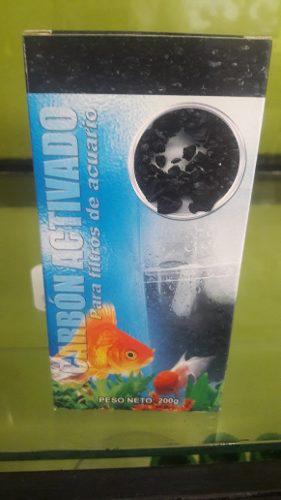 CARBÓN ACTIVADO
Para filtros de acuario
PESO NETO 200g